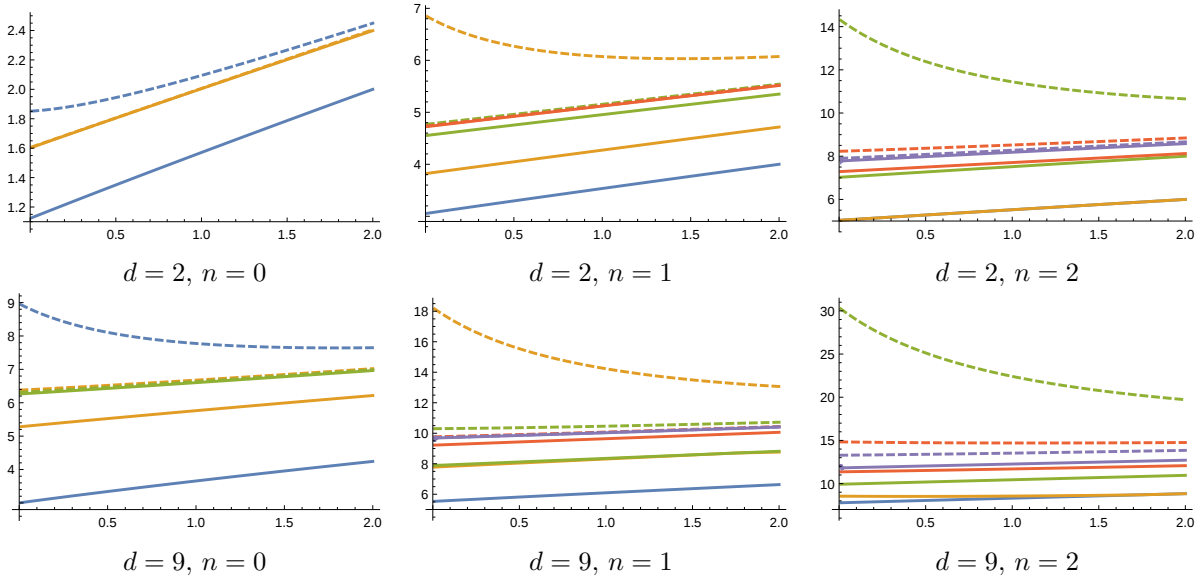 2.4
2.2
2.0
1.8
1.6
1.4
1.2
0.5 1.0 1.5 2.0
d = 2, n = 0
7
6
5
4
0.5 1.0 1.5 2.0
d = 2, n = 1
14
12
10
8
6
0.5 1.0 1.5 2.0
d = 2, n = 2
9
8
7
6
5
4
0.5 1.0 1.5 2.0
d = 9, n = 0
18
16
14
12
10
8
6
0.5 1.0 1.5 2.0
d = 9, n = 1
30
25
20
15
10
0.5 1.0 1.5 2.0
d = 9, n = 2